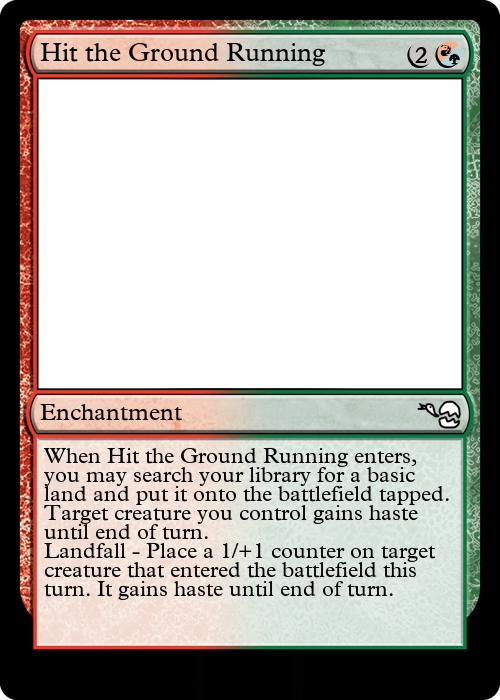 Hit the Ground Running 2
Enchantment
When Hit the Ground Running enters,
you may search your library for a basic
land and put it onto the battlefield tapped.
Target creature you control gains haste
until end of turn.
Landfall - Place a 1/+1 counter on target
creature that entered the battlefield this
turn. It gains haste until end of turn.